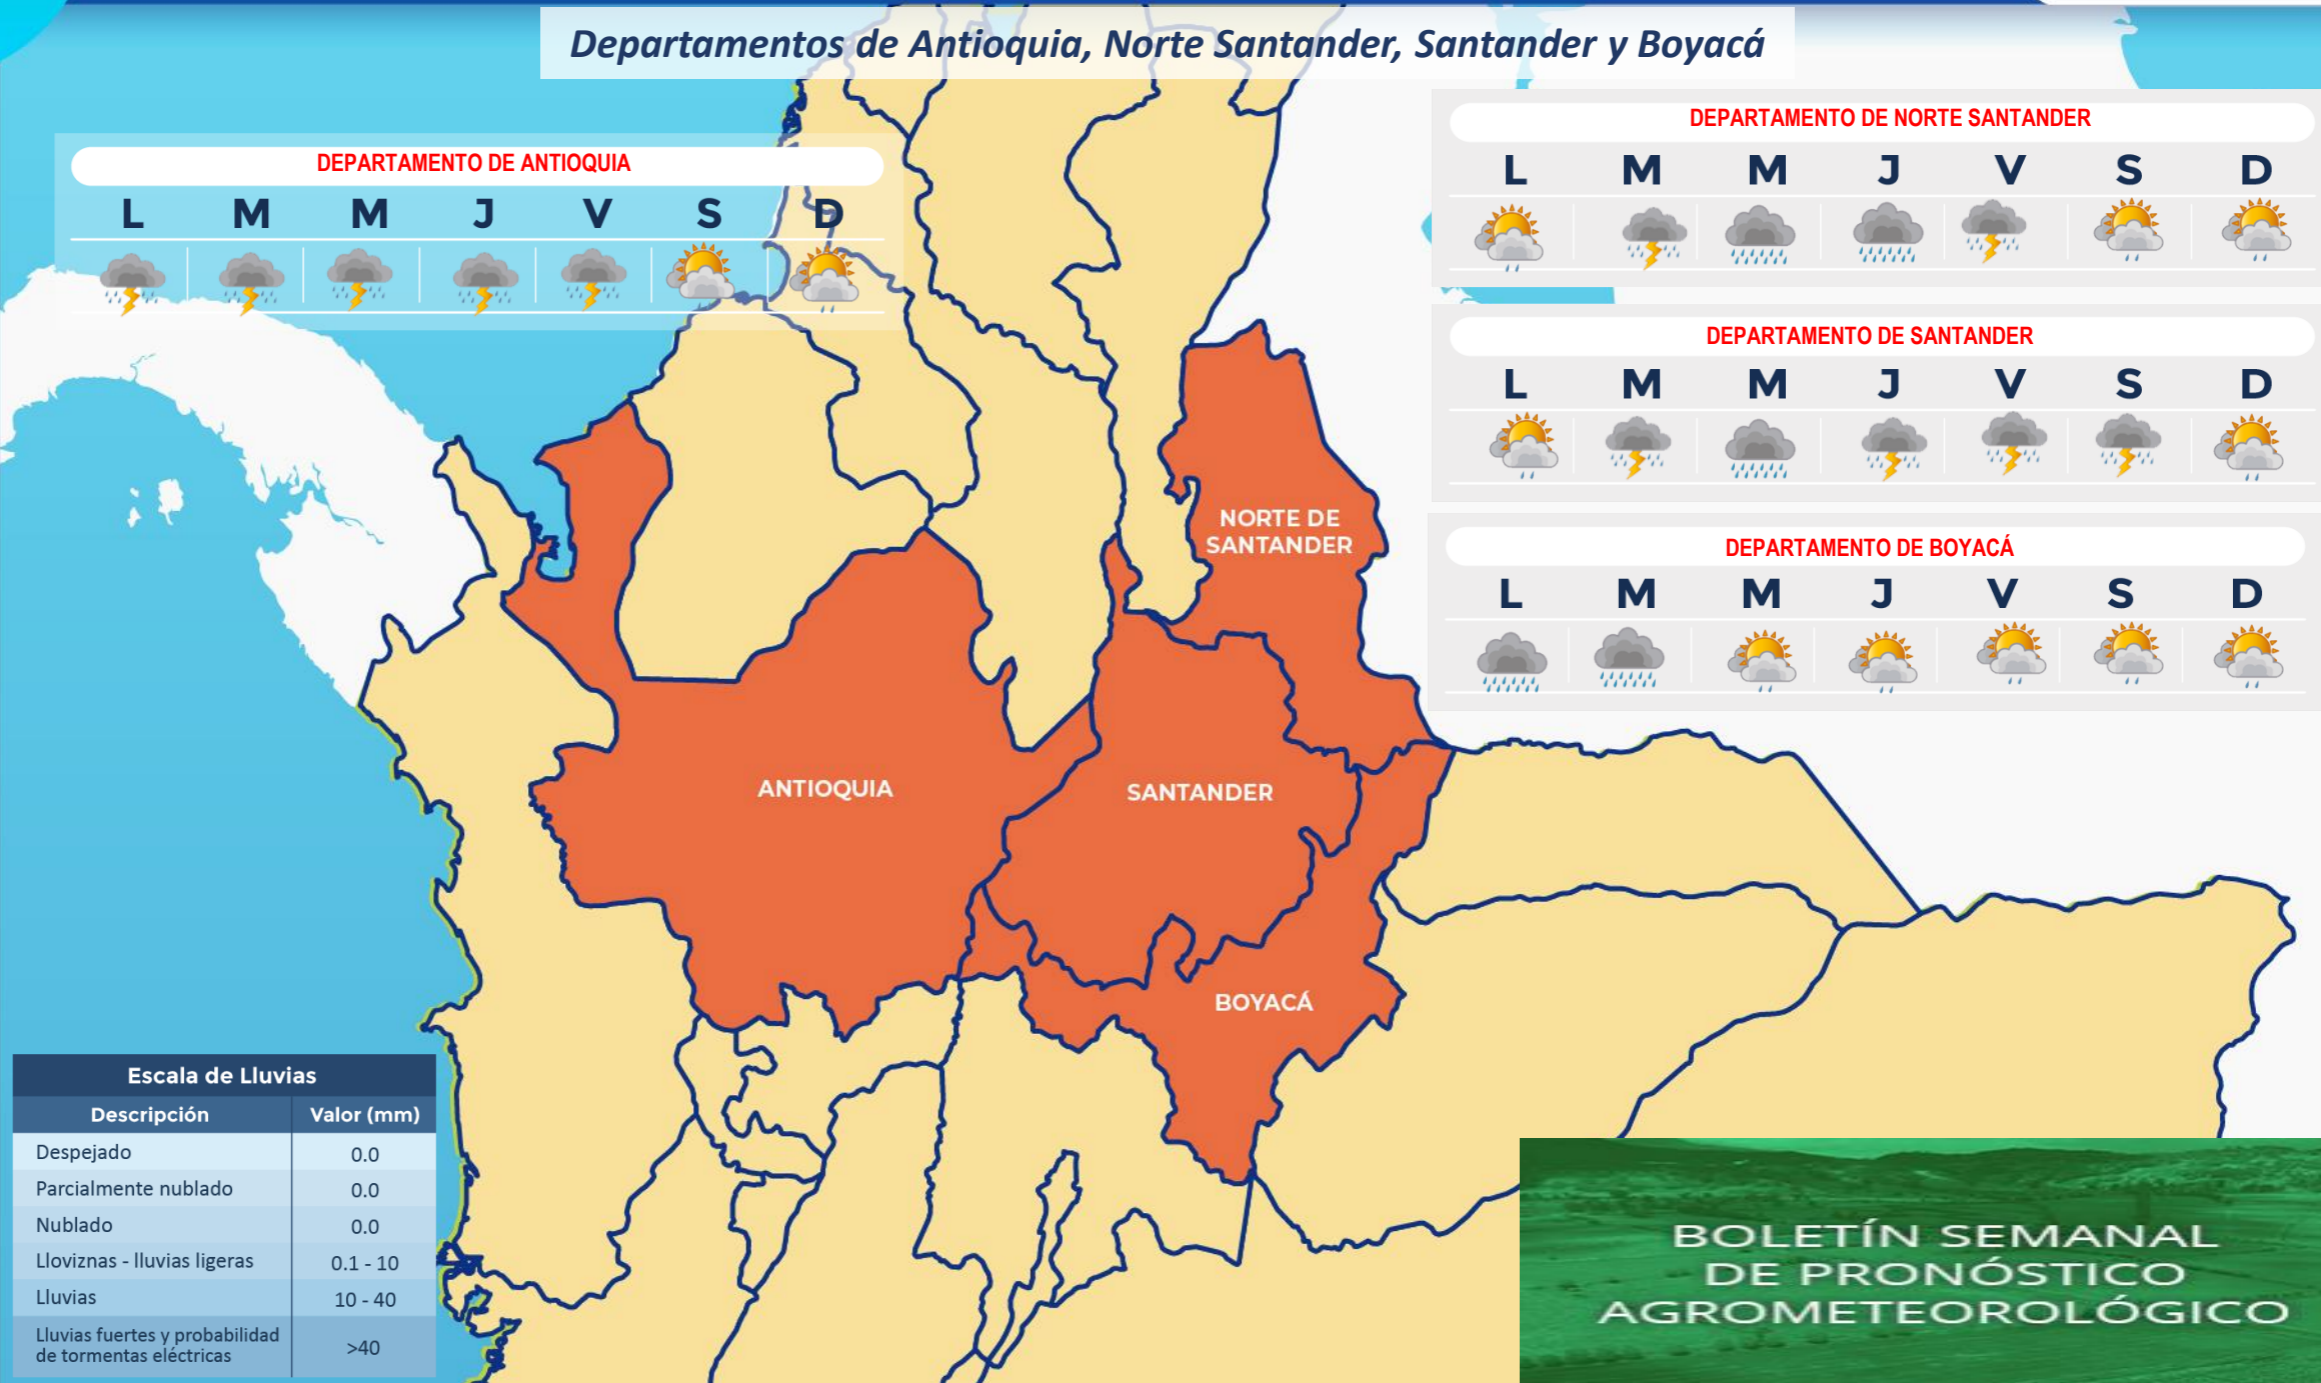 Departamentos de Antioquia, Norte Santander, Santander y Boyacá
DEPARTAMENTO DE ANTIOQUIA
L M M J V S D
DEPARTAMENTO DE NORTE SANTANDER
L M M J V S D
DEPARTAMENTO DE SANTANDER
L M M J V S D
DEPARTAMENTO DE BOYACÁ
L M M J V S D
NORTE DE
SANTANDER
ANTIOQUIA
SANTANDER
BOYACÁ
Escala de Lluvias
Descripción Valor (mm)
Despejado 0.0
Parcialmente nublado 0.0
Nublado 0.0
Lloviznas - lluvias ligeras 0.1 - 10
Lluvias 10 - 40
Lluvias fuertes y probabilidad
de tormentas eléctricas >40
BOLETÍN SEMANAL
DE PRONÓSTICO
AGROMETEOROLÓGICO